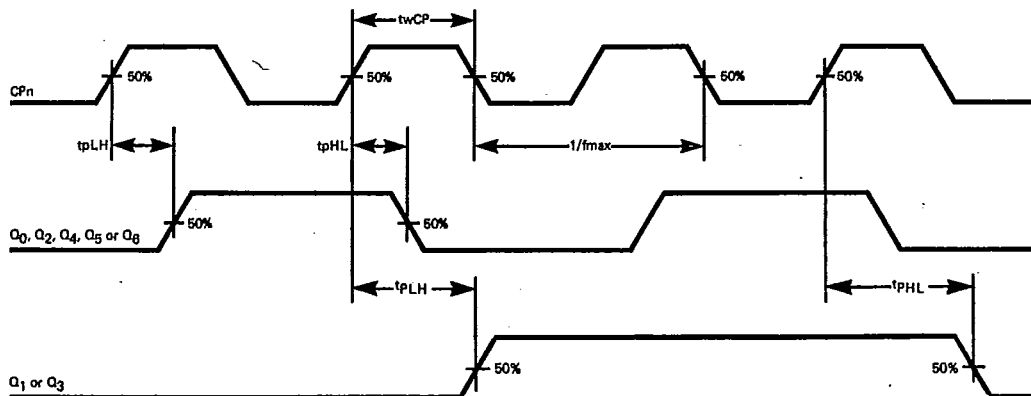 twCP
50%
50%
50%
50%
50%
CPn
tpLH
tpHL
1/fmax
50%
50%
Q0, Q2, Q4, Q5 or Q6
tPLH
tPHL
50%
50%
Q1 or Q3